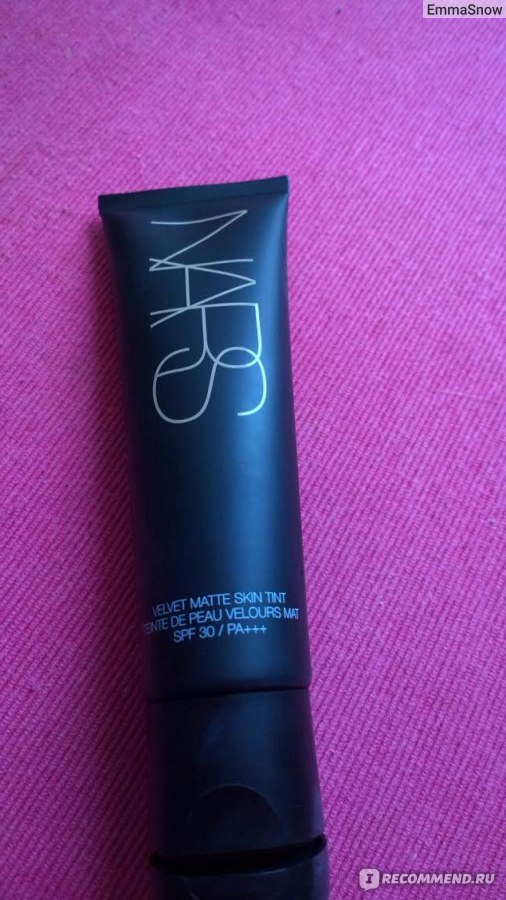 EmmaSnow
NARS
VELVET MATTE SKIN TINT
TEINTE DE PEAU VELOURS MAT
SPF 30 / PA+++
IRECOMMEND.RU